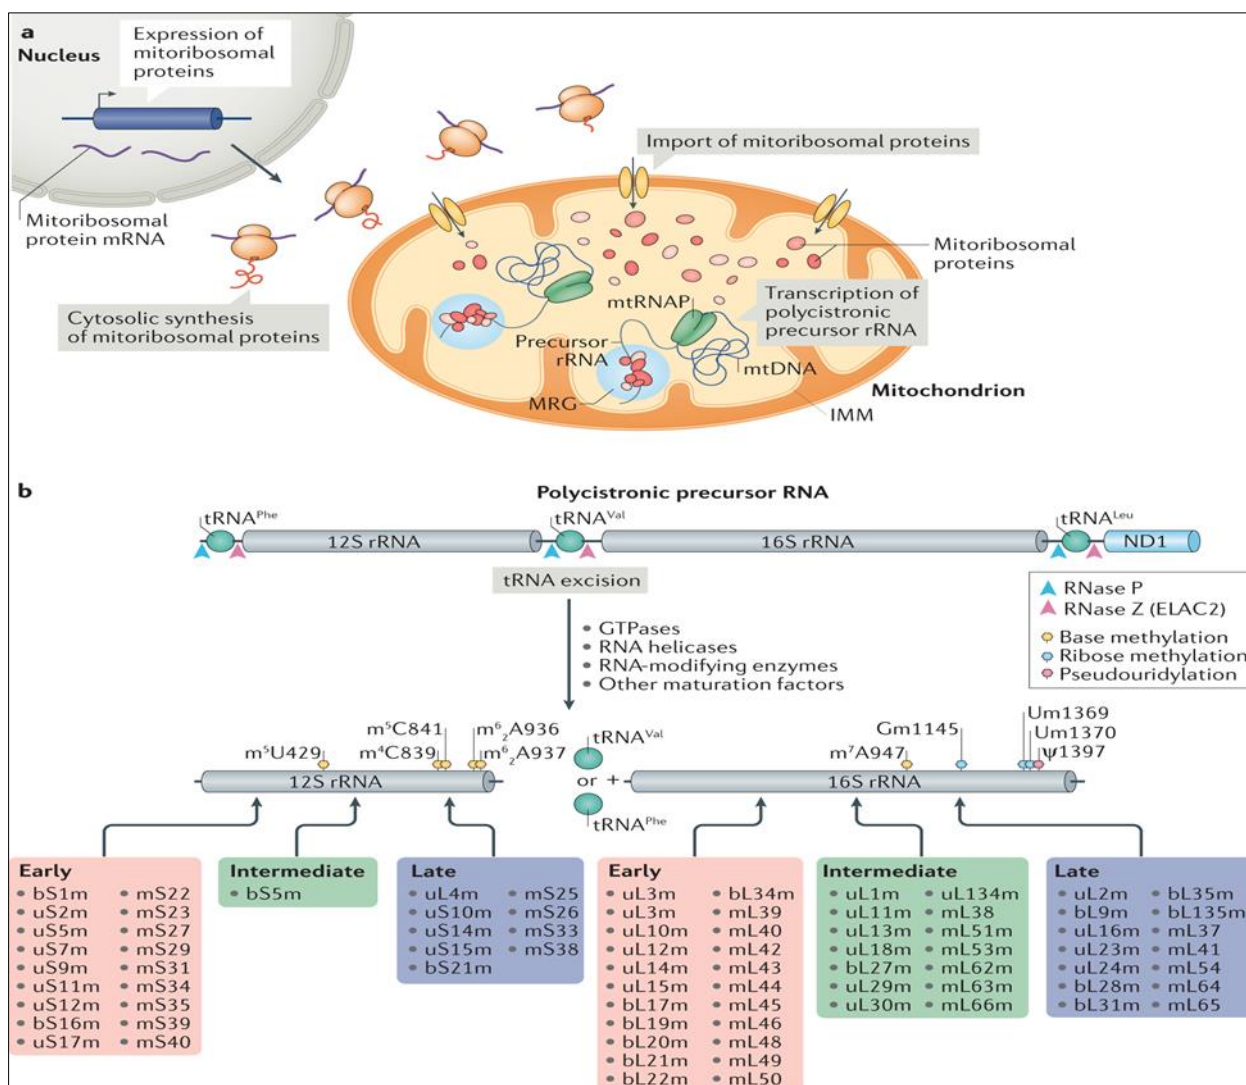 a
Nucleus
Expression of
mitoribosomal
proteins
Mitoribosomal
protein mRNA
Cytosolic synthesis
of mitoribosomal proteins
Import of mitoribosomal proteins
Mitoribosomal
proteins
mtRNAP
Transcription of
polycistronic
precursor rRNA
Precursor
rRNA
mtDNA
MRG
Mitochondrion
IMM
b
Polycistronic precursor RNA
tRNAPhe
tRNAVal
tRNALeu
12S rRNA
16S rRNA
ND1
tRNA excision
• GTPases
• RNA helicases
• RNA-modifying enzymes
• Other maturation factors
RNase P
RNase Z (ELAC2)
Base methylation
Ribose methylation
Pseudouridylation
m⁵C841
m⁶₂A936
m⁵U429
m⁴C839
m⁶₂A937
12S rRNA
tRNAVal
or +
tRNAPhe
Gm1145
Um1369
Um1370
m⁷A947
ψ1397
16S rRNA
Early
• bS1m • mS22
• uS2m • mS23
• uS5m • mS27
• uS7m • mS29
• uS9m • mS31
• uS11m • mS34
• uS12m • mS35
• bS16m • mS39
• uS17m • mS40
Intermediate
• bS5m
Late
• uL4m • mS25
• uS10m • mS26
• uS14m • mS33
• uS15m • mS38
• bS21m
Early
• uL3m • bL34m
• uL3m • mL39
• uL10m • mL40
• uL12m • mL42
• uL14m • mL43
• uL15m • mL44
• bL17m • mL45
• bL19m • mL46
• bL20m • mL48
• bL21m • mL49
• bL22m • mL50
Intermediate
• uL1m • uL134m
• uL11m • mL38
• uL13m • mL51m
• uL18m • mL53m
• bL27m • mL62m
• uL29m • mL63m
• uL30m • mL66m
Late
• uL2m • bL35m
• bL9m • bL135m
• uL16m • mL37
• uL23m • mL41
• uL24m • mL54
• bL28m • mL64
• bL31m • mL65